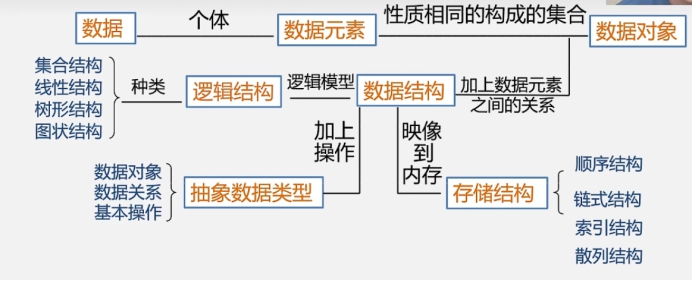 数据
个体
数据元素
性质相同的构成的集合
数据对象
集合结构
线性结构
树形结构
图状结构
种类
逻辑结构
逻辑模型
数据结构
加上数据元素
之间的关系
加上
操作
映像
到
内存
数据对象
数据关系
基本操作
抽象数据类型
存储结构
顺序结构
链式结构
索引结构
散列结构